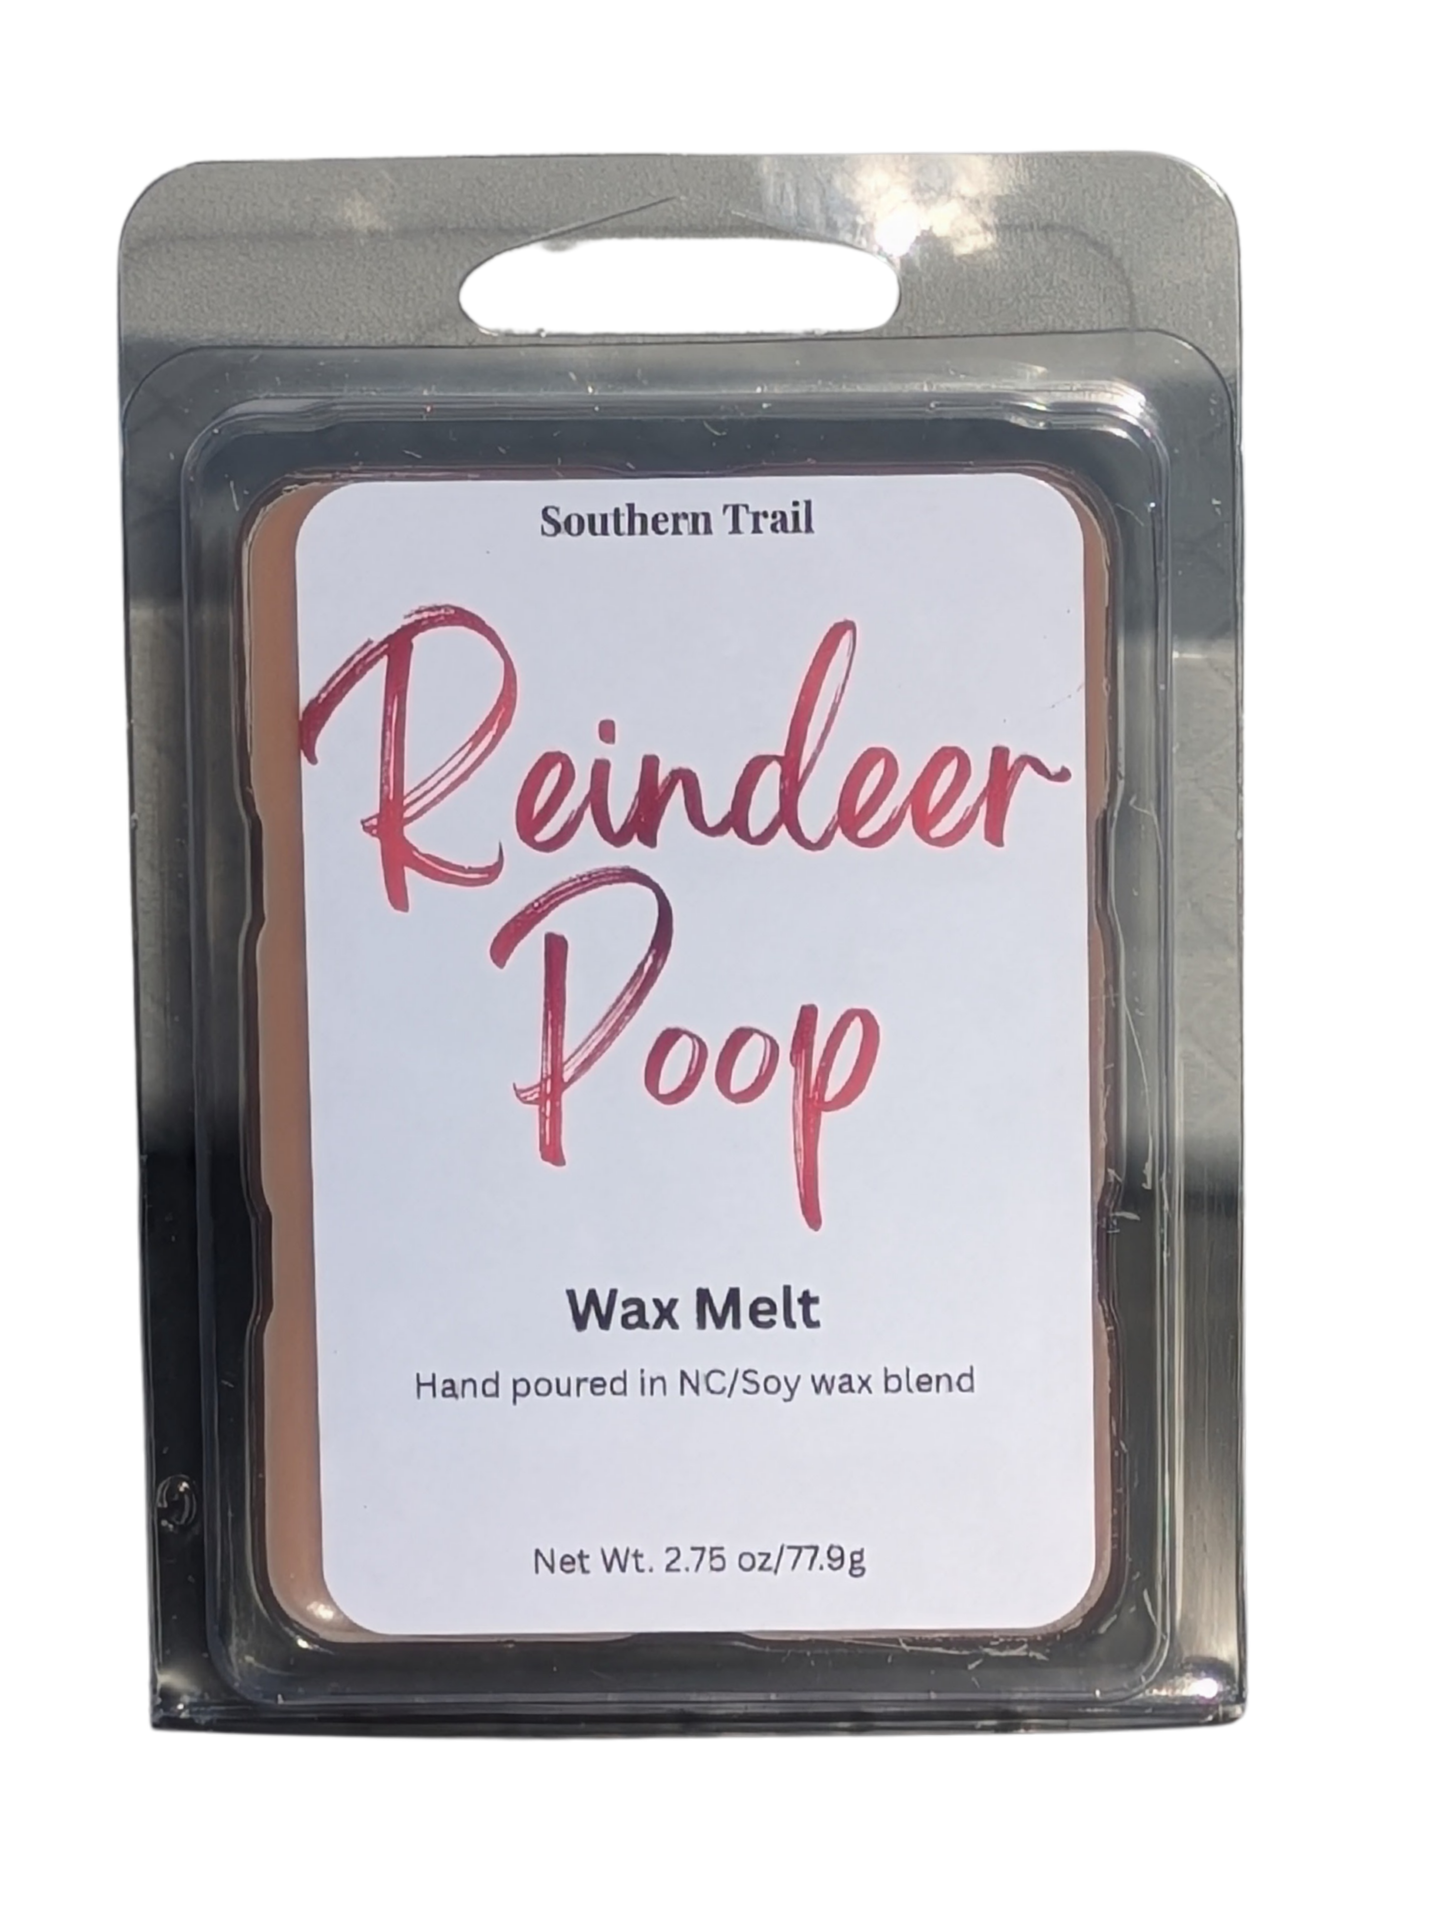 Southern Trail
Reindeer
Poop
Wax Melt
Hand poured in NC/Soy wax blend
Net Wt. 2.75 oz/77.9g